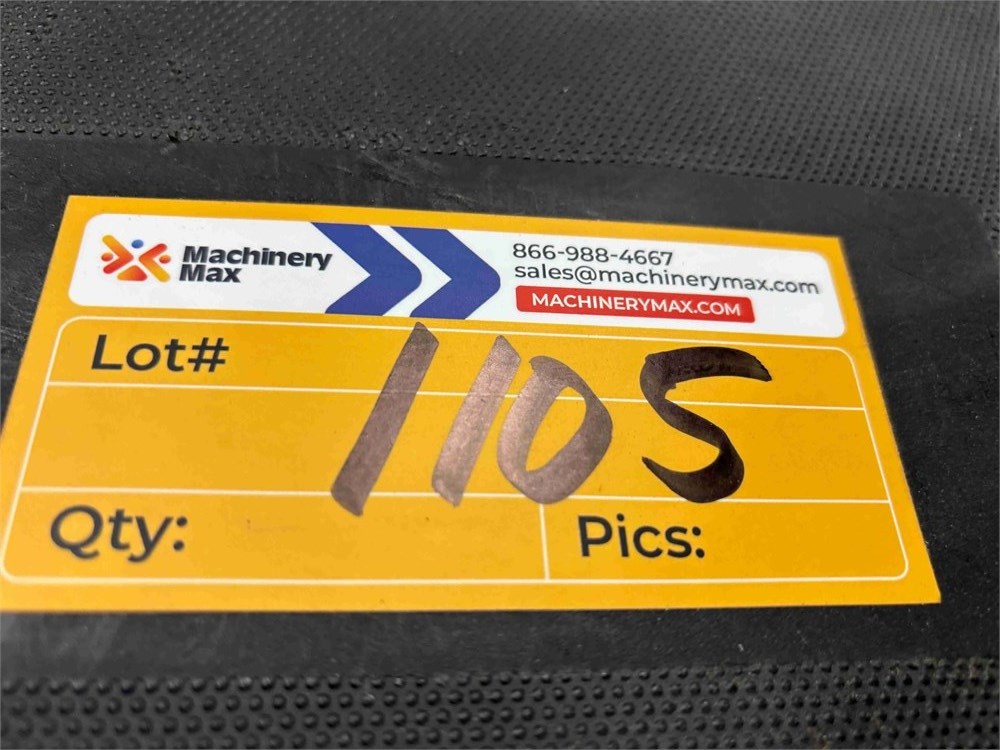 Machinery
Max
866-988-4667
sales@machinerymax.com
MACHINERYMAX.COM
Lot# 1105
Qty:
Pics: